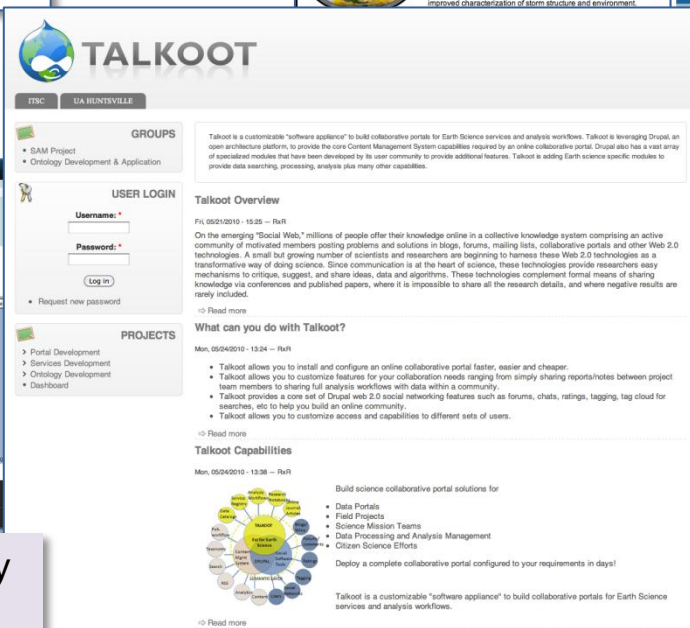 improved characterization of storm structure and environment.
TALKOOT
ITSC
UA HUNTSVILLE
GROUPS
• SAM Project
• Ontology Development & Application
USER LOGIN
Username: *
Password: *
Log in
• Request new password
PROJECTS
> Portal Development
> Services Development
> Ontology Development
• Dashboard
Talkoot is a customizable "software appliance" to build collaborative portals for Earth Science services and analysis workflows. Talkoot is leveraging Drupal, an
open architecture platform, to provide the core Content Management System capabilities required by an online collaborative portal. Drupal also has a vast array
of specialized modules that have been developed by its user community to provide additional features. Talkoot is adding Earth science specific modules to
provide data searching, processing, analysis plus many other capabilities.
Talkoot Overview
Fri, 05/21/2010 - 15:25 — RxR
On the emerging "Social Web," millions of people offer their knowledge online in a collective knowledge system comprising an active
community of motivated members posting problems and solutions in blogs, forums, mailing lists, collaborative portals and other Web 2.0
technologies. A small but growing number of scientists and researchers are beginning to harness these Web 2.0 technologies as a
transformative way of doing science. Since communication is at the heart of science, these technologies provide researchers easy
mechanisms to critique, suggest, and share ideas, data and algorithms. These technologies complement formal means of sharing
knowledge via conferences and published papers, where it is impossible to share all the research details, and where negative results are
rarely included.
⇨ Read more
What can you do with Talkoot?
Mon, 05/24/2010 - 13:24 — RxR
• Talkoot allows you to install and configure an online collaborative portal faster, easier and cheaper.
• Talkoot allows you to customize features for your collaboration needs ranging from simply sharing reports/notes between project
team members to sharing full analysis workflows with data within a community.
• Talkoot provides a core set of Drupal web 2.0 social networking features such as forums, chats, ratings, tagging, tag cloud for
searches, etc to help you build an online community.
• Talkoot allows you to customize access and capabilities to different sets of users.
⇨ Read more
Talkoot Capabilities
Mon, 05/24/2010 - 13:38 — RxR
TALKOOT
For/for Earth
Science
DRUPAL
Content
Mgmt
System
Social
Software
Tools
Search
RSS
Analytics
Tagging
Build science collaborative portal solutions for
• Data Portals
• Field Projects
• Science Mission Teams
• Data Processing and Analysis Management
• Citizen Science Efforts
Deploy a complete collaborative portal configured to your requirements in days!
Talkoot is a customizable "software appliance" to build collaborative portals for Earth Science
services and analysis workflows.
⇨ Read more
y